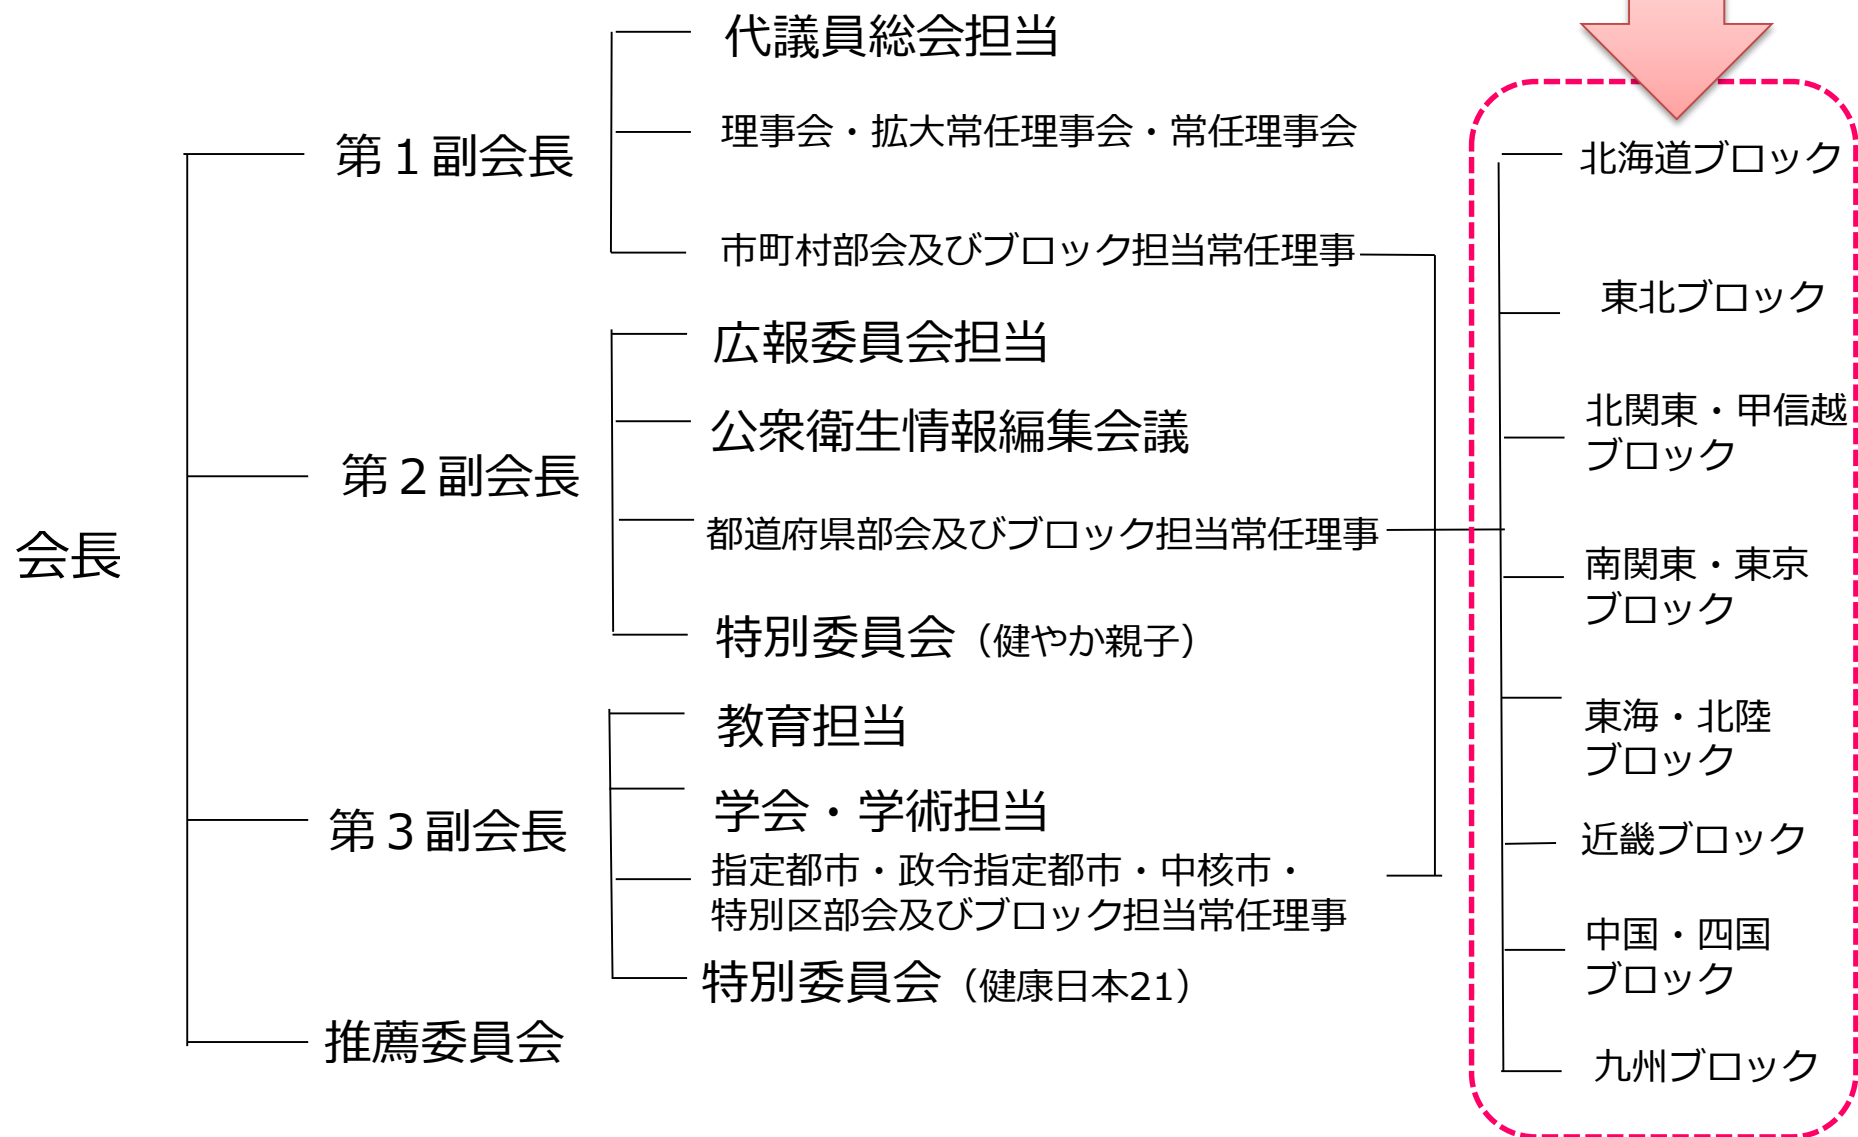 会長
第１副会長
代議員総会担当
理事会・拡大常任理事会・常任理事会
市町村部会及びブロック担当常任理事
第２副会長
広報委員会担当
公衆衛生情報編集会議
都道府県部会及びブロック担当常任理事
特別委員会（健やか親子）
第３副会長
教育担当
学会・学術担当
指定都市・政令指定都市・中核市・
特別区部会及びブロック担当常任理事
特別委員会（健康日本21）
推薦委員会
北海道ブロック
東北ブロック
北関東・甲信越
ブロック
南関東・東京
ブロック
東海・北陸
ブロック
近畿ブロック
中国・四国
ブロック
九州ブロック